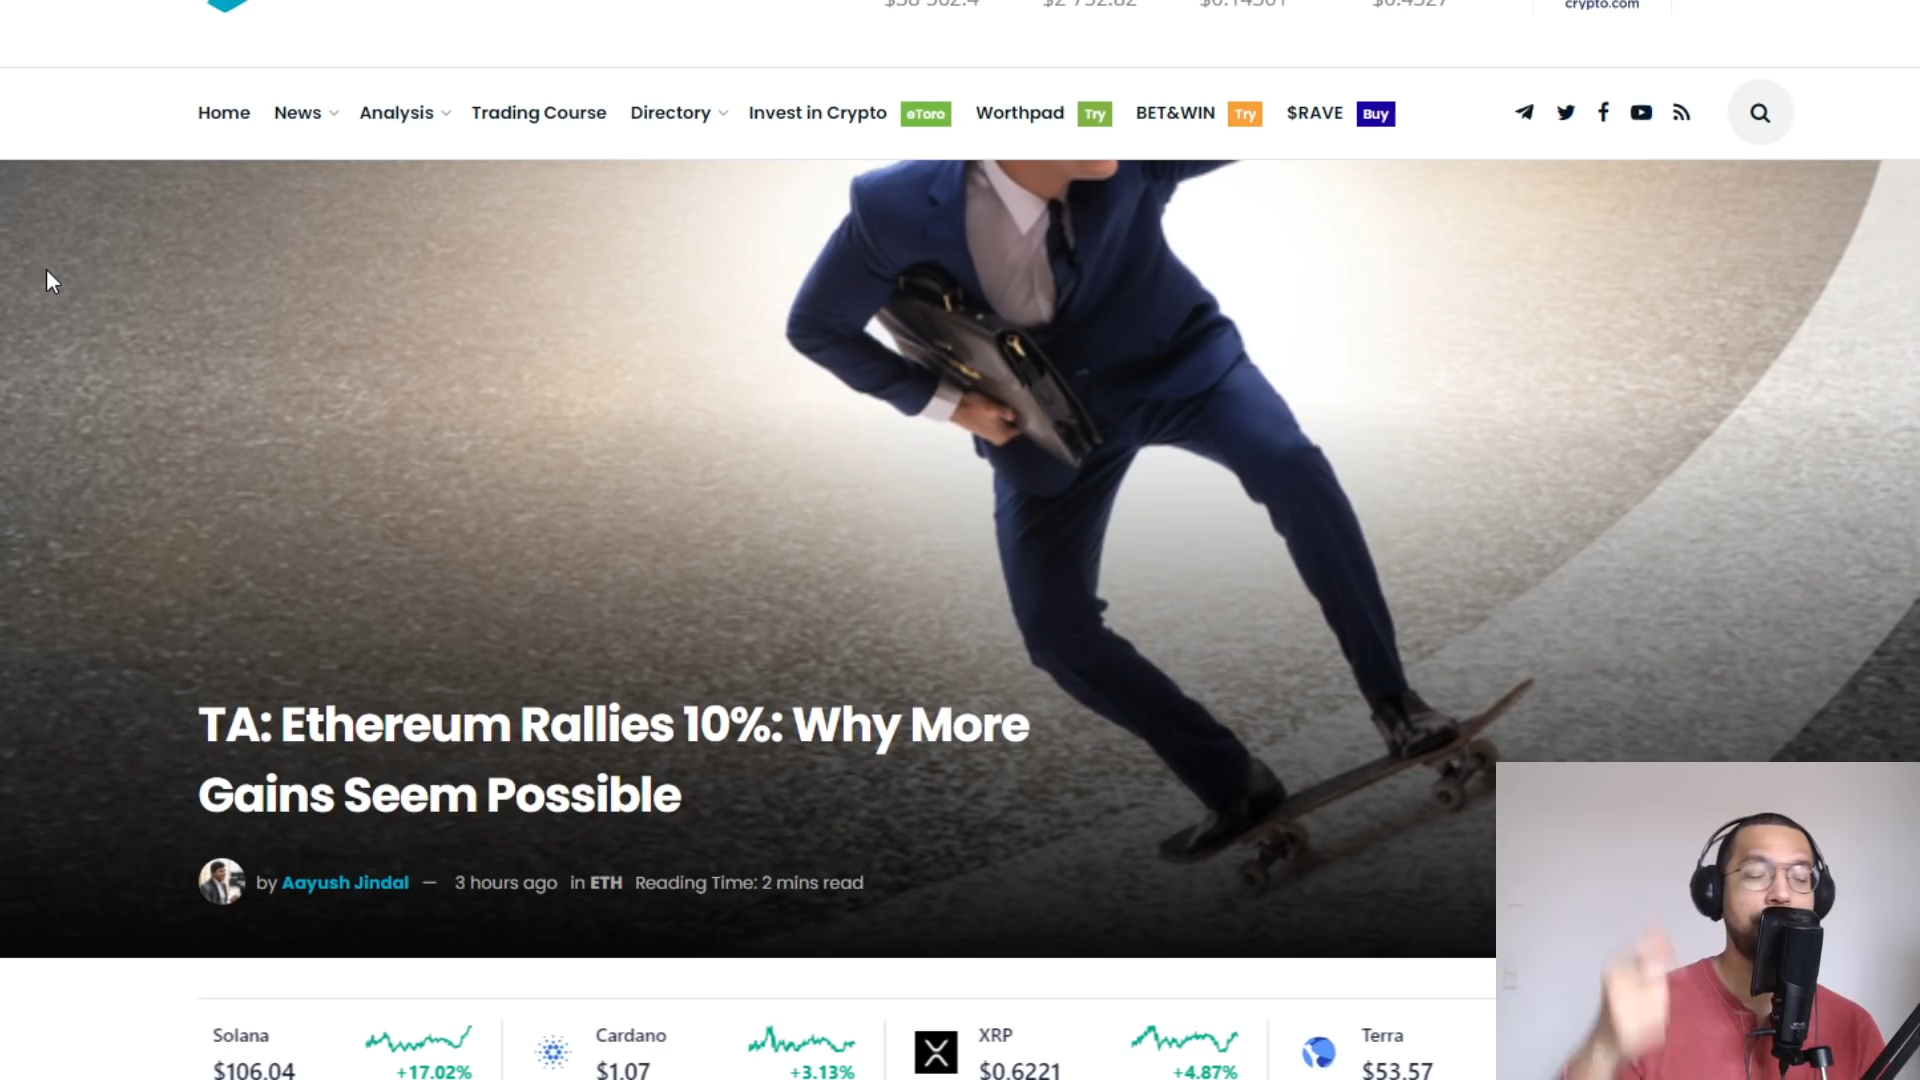 crypto.com
Home News Analysis Trading Course Directory Invest in Crypto eToro Worthpad Try BET&WIN Try $RAVE Buy
TA: Ethereum Rallies 10%: Why More
Gains Seem Possible
by Aayush Jindal — 3 hours ago in ETH Reading Time: 2 mins read
Solana Cardano XRP Terra
$106.04 +17.02% $1.07 +3.13% $0.6221 +4.87% $53.57